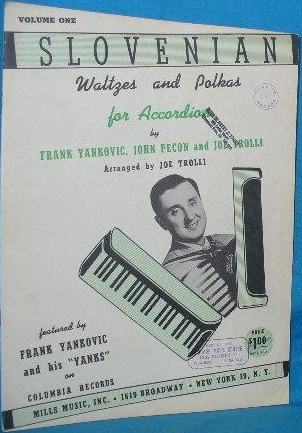 VOLUME ONE
SLOVENIAN
Waltzes and Polkas
for Accordion
by
FRANK YANKOVIC, JOHN PECON and JOE TROLLI
Arranged by JOE TROLLI
featured by
FRANK YANKOVIC
and his "YANKS"
on
COLUMBIA RECORDS
PRICE
$1.00
MILLS MUSIC, INC. • 1619 BROADWAY • NEW YORK 19, N. Y.